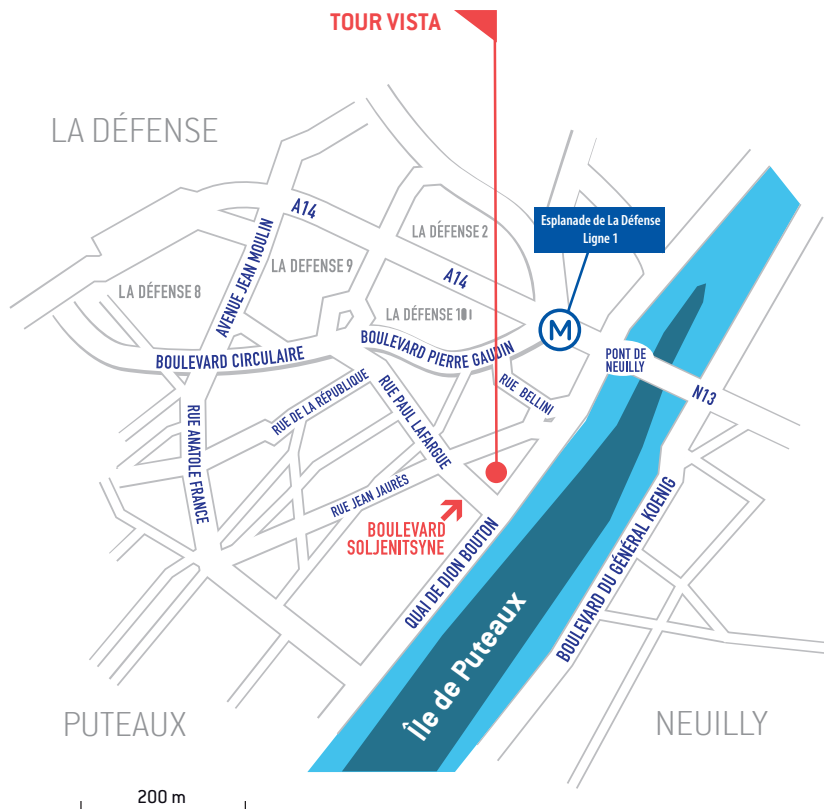 TOUR VISTA
LA DÉFENSE
A14
Esplanade de La Défense
Ligne 1
LA DÉFENSE 2
AVENUE JEAN MOULIN
LA DEFENSE 9
A14
LA DÉFENSE 8
LA DÉFENSE 10
M
BOULEVARD CIRCULAIRE
BOULEVARD PIERRE GAUDIN
PONT DE
NEUILLY
N13
RUE DE LA RÉPUBLIQUE
RUE BELLINI
RUE PAUL LAFARGUE
RUE ANATOLE FRANCE
RUE JEAN JAURÈS
BOULEVARD
SOLJENITSYNE
QUAI DE DION BOUTON
BOULEVARD DU GÉNÉRAL KOENIG
Île de Puteaux
PUTEAUX
NEUILLY
200 m